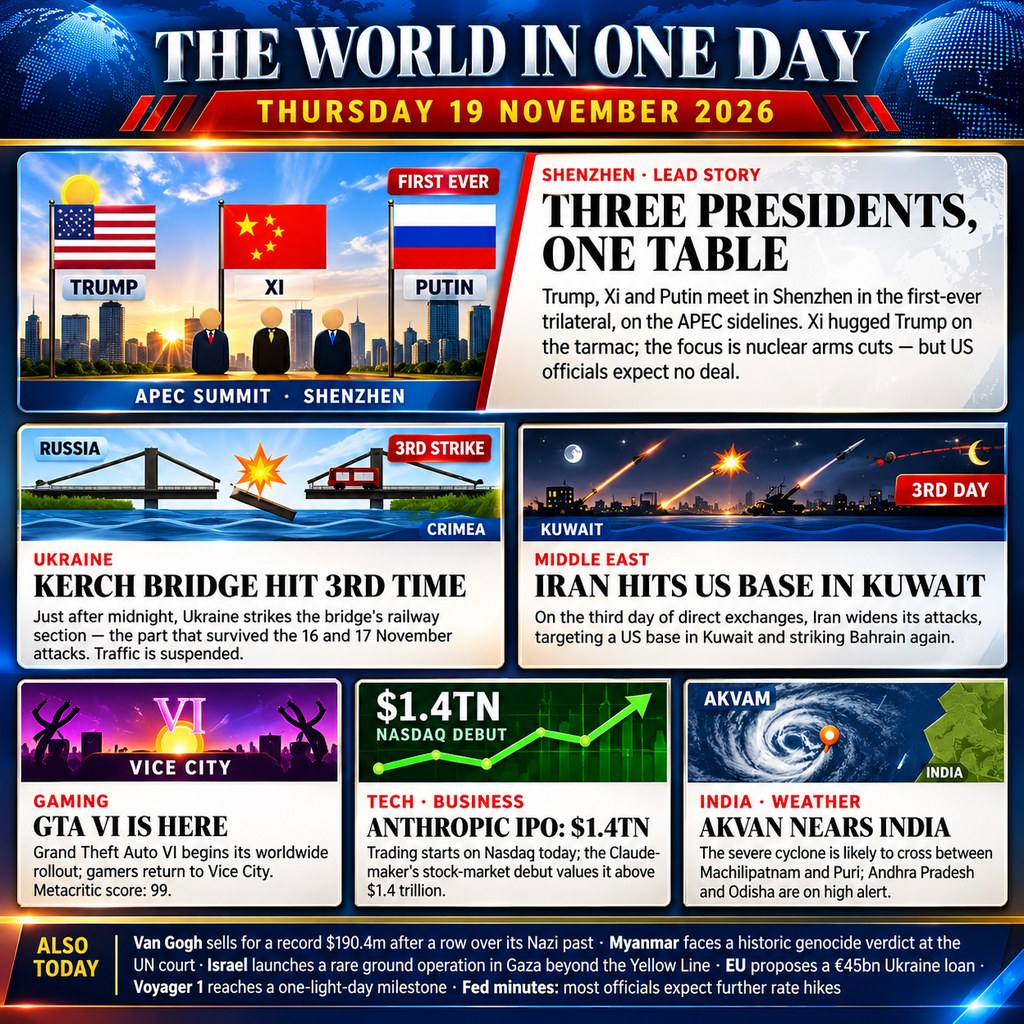 THE WORLD IN ONE DAY
THURSDAY 19 NOVEMBER 2026
FIRST EVER
TRUMP
XI
PUTIN
APEC SUMMIT · SHENZHEN
SHENZHEN · LEAD STORY
THREE PRESIDENTS,
ONE TABLE
Trump, Xi and Putin meet in Shenzhen in the first-ever
trilateral, on the APEC sidelines. Xi hugged Trump on
the tarmac; the focus is nuclear arms cuts — but US
officials expect no deal.
RUSSIA
3RD STRIKE
CRIMEA
UKRAINE
KERCH BRIDGE HIT 3RD TIME
Just after midnight, Ukraine strikes the bridge's railway
section — the part that survived the 16 and 17 November
attacks. Traffic is suspended.
3RD DAY
KUWAIT
MIDDLE EAST
IRAN HITS US BASE IN KUWAIT
On the third day of direct exchanges, Iran widens its attacks,
targeting a US base in Kuwait and striking Bahrain again.
VI
VICE CITY
GAMING
GTA VI IS HERE
Grand Theft Auto VI begins its worldwide
rollout; gamers return to Vice City.
Metacritic score: 99.
$1.4TN
NASDAQ DEBUT
TECH · BUSINESS
ANTHROPIC IPO: $1.4TN
Trading starts on Nasdaq today; the Claude-
maker's stock-market debut values it above
$1.4 trillion.
AKVAM
INDIA
INDIA · WEATHER
AKVAN NEARS INDIA
The severe cyclone is likely to cross between
Machilipatnam and Puri; Andhra Pradesh
and Odisha are on high alert.
ALSO
TODAY
Van Gogh sells for a record $190.4m after a row over its Nazi past · Myanmar faces a historic genocide verdict at the
UN court · Israel launches a rare ground operation in Gaza beyond the Yellow Line · EU proposes a €45bn Ukraine loan ·
Voyager 1 reaches a one-light-day milestone · Fed minutes: most officials expect further rate hikes